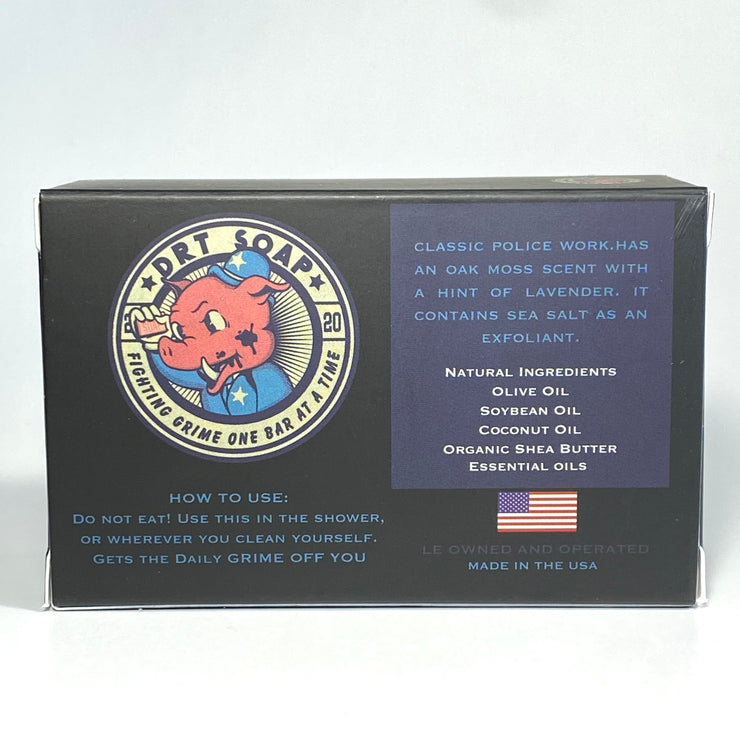 DRT SOAP
20
FIGHTING GRIME ONE BAR AT A TIME
HOW TO USE:
DO NOT EAT! USE THIS IN THE SHOWER,
OR WHEREVER YOU CLEAN YOURSELF.
GETS THE DAILY GRIME OFF YOU
CLASSIC POLICE WORK.HAS
AN OAK MOSS SCENT WITH
A HINT OF LAVENDER. IT
CONTAINS SEA SALT AS AN
EXFOLIANT.
NATURAL INGREDIENTS
OLIVE OIL
SOYBEAN OIL
COCONUT OIL
ORGANIC SHEA BUTTER
ESSENTIAL OILS
LE OWNED AND OPERATED
MADE IN THE USA